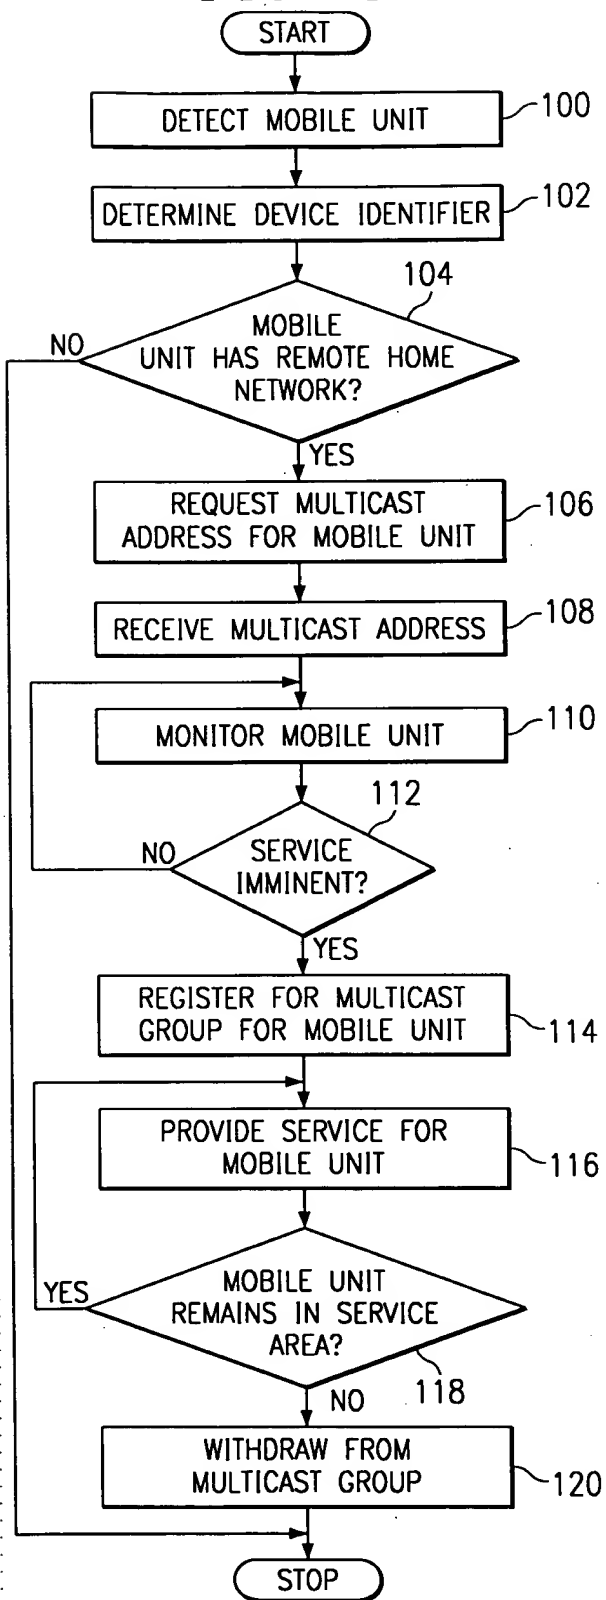 START
DETECT MOBILE UNIT
100
DETERMINE DEVICE IDENTIFIER
102
104
MOBILE
UNIT HAS REMOTE HOME
NETWORK?
NO
YES
REQUEST MULTICAST
ADDRESS FOR MOBILE UNIT
106
RECEIVE MULTICAST ADDRESS
108
MONITOR MOBILE UNIT
110
112
SERVICE
IMMINENT?
NO
YES
REGISTER FOR MULTICAST
GROUP FOR MOBILE UNIT
114
PROVIDE SERVICE FOR
MOBILE UNIT
116
MOBILE UNIT
REMAINS IN SERVICE
AREA?
YES
118
NO
WITHDRAW FROM
MULTICAST GROUP
120
STOP